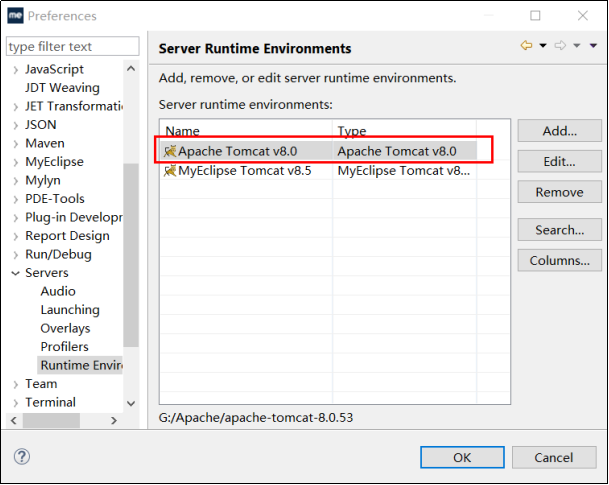 me Preferences
type filter text
JavaScript
JDT Weaving
JET Transformati
JSON
Maven
MyEclipse
Mylyn
PDE-Tools
Plug-in Developr
Report Design
Run/Debug
Servers
Audio
Launching
Overlays
Profilers
Runtime Envir
Team
Terminal
Server Runtime Environments
Add, remove, or edit server runtime environments.
Server runtime environments:
Name Type
Apache Tomcat v8.0 Apache Tomcat v8.0
MyEclipse Tomcat v8.5 MyEclipse Tomcat v8...
G:/Apache/apache-tomcat-8.0.53
Add...
Edit...
Remove
Search...
Columns...
?
OK Cancel